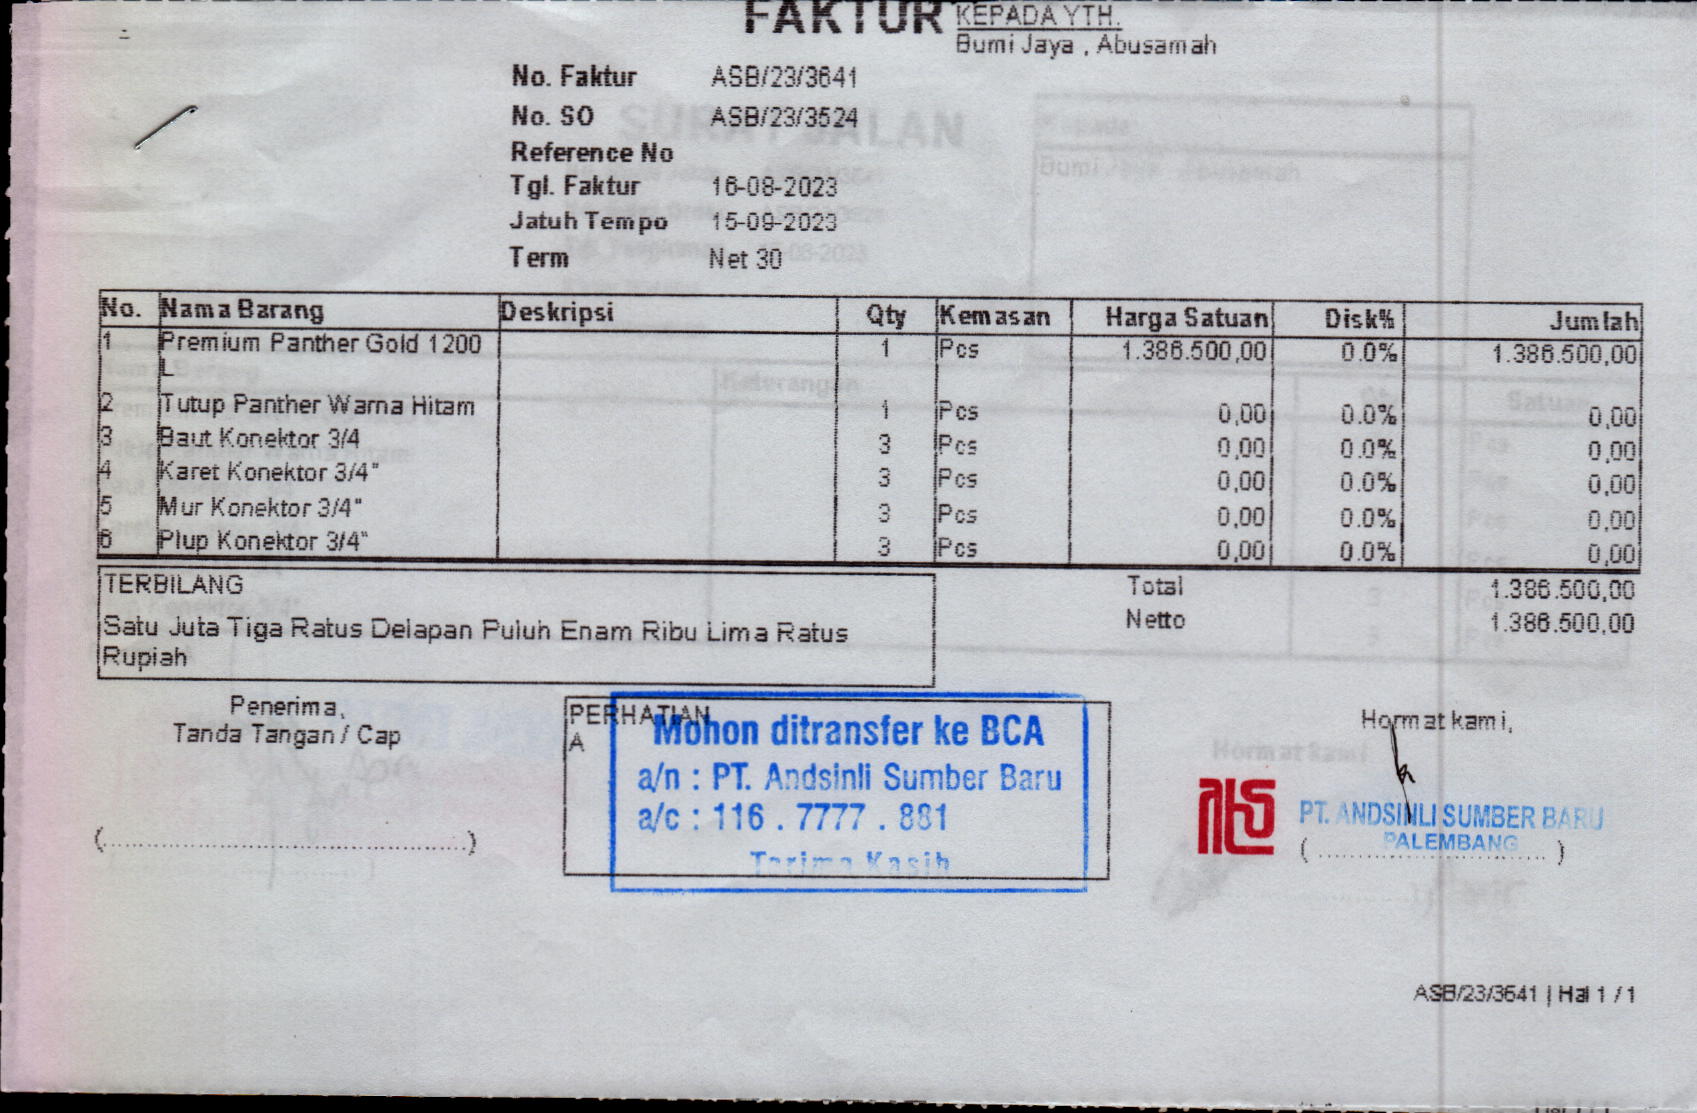 FAKTUR
KEPADA YTH.
Bumi Jaya , Abusamah
No. Faktur ASB/23/3641
No. SO ASB/23/3524
Reference No
Tgl. Faktur 16-08-2023
Jatuh Tempo 15-09-2023
Term Net 30
No. Nama Barang Deskripsi Qty Kemasan Harga Satuan Disk% Jumlah
1 Premium Panther Gold 1200 1 Pcs 1.386.500,00 0.0% 1.386.500,00
L
2 Tutup Panther Warna Hitam 1 Pcs 0,00 0.0% 0,00
3 Baut Konektor 3/4 3 Pcs 0,00 0.0% 0,00
4 Karet Konektor 3/4" 3 Pcs 0,00 0.0% 0,00
5 Mur Konektor 3/4" 3 Pcs 0,00 0.0% 0,00
6 Plup Konektor 3/4" 3 Pcs 0,00 0.0% 0,00
TERBILANG
Satu Juta Tiga Ratus Delapan Puluh Enam Ribu Lima Ratus
Rupiah
Total 1.386.500,00
Netto 1.386.500,00
Penerima,
Tanda Tangan / Cap
(.................................................)
PERHATIAN
A
Mohon ditransfer ke BCA
a/n : PT. Andsinli Sumber Baru
a/c : 116 . 7777 . 881
Terima Kasih
Hormat kami,
PT. ANDSINLI SUMBER BARU
PALEMBANG
( ................................ )
ASB/23/3641 | Hal 1 / 1